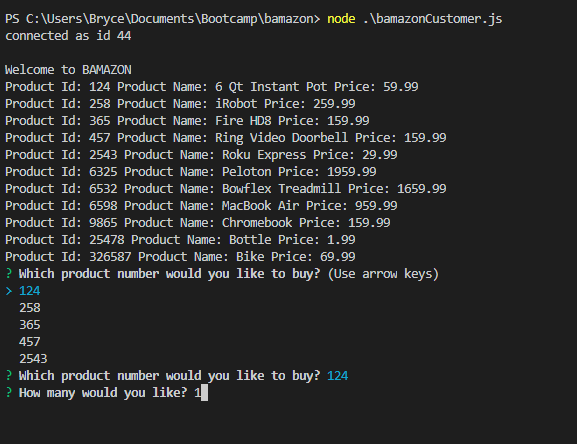 PS C:\Users\Bryce\Documents\Bootcamp\bamazon> node .\bamazonCustomer.js
connected as id 44
Welcome to BAMAZON
Product Id: 124 Product Name: 6 Qt Instant Pot Price: 59.99
Product Id: 258 Product Name: iRobot Price: 259.99
Product Id: 365 Product Name: Fire HD8 Price: 159.99
Product Id: 457 Product Name: Ring Video Doorbell Price: 159.99
Product Id: 2543 Product Name: Roku Express Price: 29.99
Product Id: 6325 Product Name: Peloton Price: 1959.99
Product Id: 6532 Product Name: Bowflex Treadmill Price: 1659.99
Product Id: 6598 Product Name: MacBook Air Price: 959.99
Product Id: 9865 Product Name: Chromebook Price: 159.99
Product Id: 25478 Product Name: Bottle Price: 1.99
Product Id: 326587 Product Name: Bike Price: 69.99
? Which product number would you like to buy? (Use arrow keys)
> 124
258
365
457
2543
? Which product number would you like to buy? 124
? How many would you like? 1